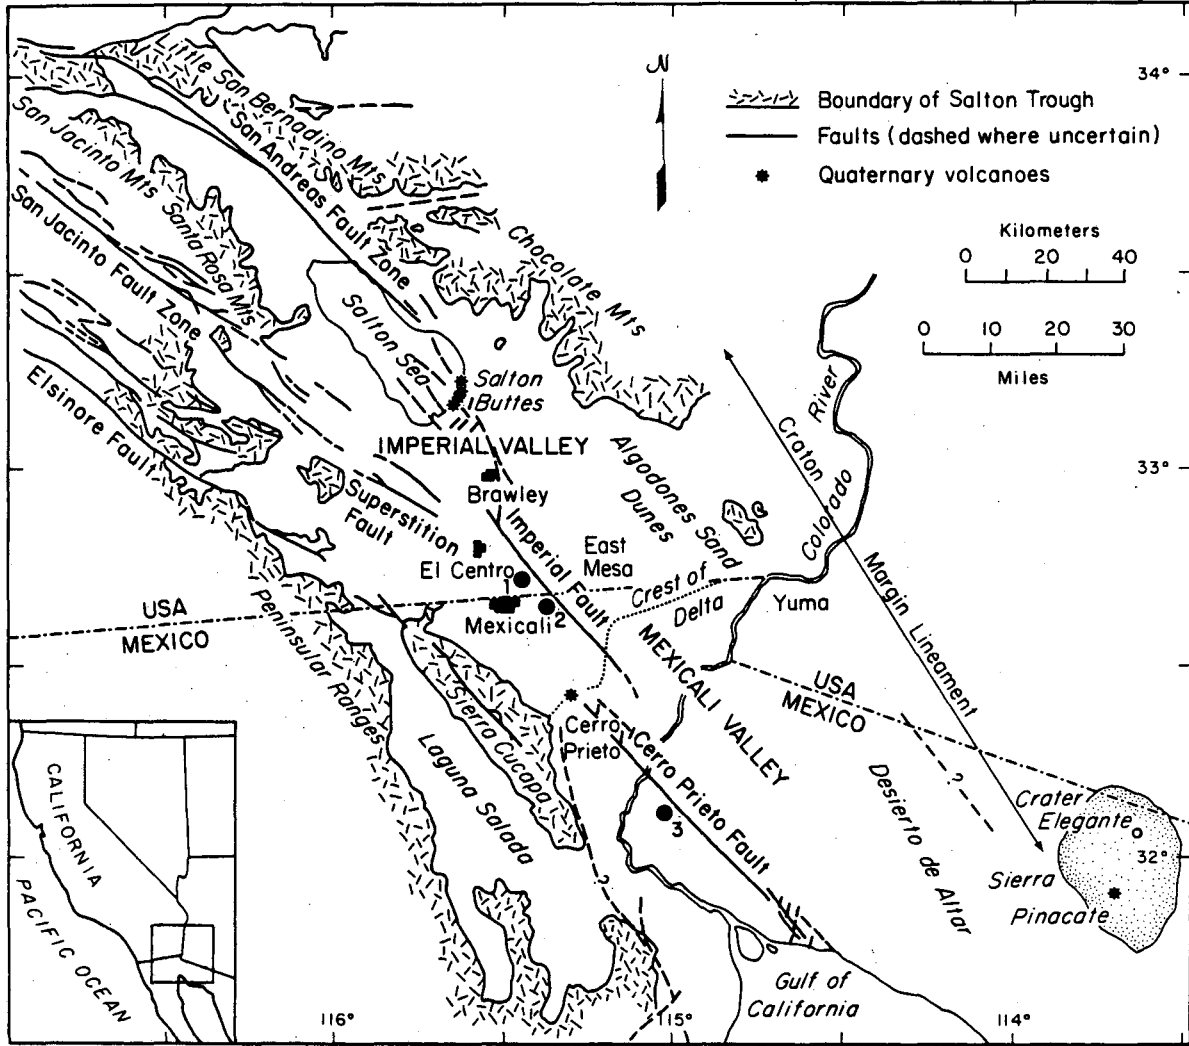 34°
N
Boundary of Salton Trough
Faults (dashed where uncertain)
Quaternary volcanoes
Kilometers
0 20 40
0 10 20 30
Miles
Little San Bernadino Mts
San Andreas Fault Zone
San Jacinto Mts
Santa Rosa Mts
San Jacinto Fault Zone
Elsinore Fault
Chocolate Mts
Salton Sea
Salton
Buttes
IMPERIAL VALLEY
33°
Brawley
Superstition
Fault
Imperial Fault
Algodones Sand
Dunes
East
Mesa
El Centro
1
2
Mexicali
Crest of
Delta
Colorado River
Craton Margin Lineament
Yuma
USA
MEXICO
USA
MEXICO
Peninsular Ranges
Sierra Cucapa
Laguna Salada
MEXICALI VALLEY
Cerro
Prieto
Cerro Prieto Fault
3
?
?
Desierto de Altar
Crater
Elegante
32°
Sierra
Pinacate
Gulf of
California
CALIFORNIA
PACIFIC OCEAN
116°
115°
114°